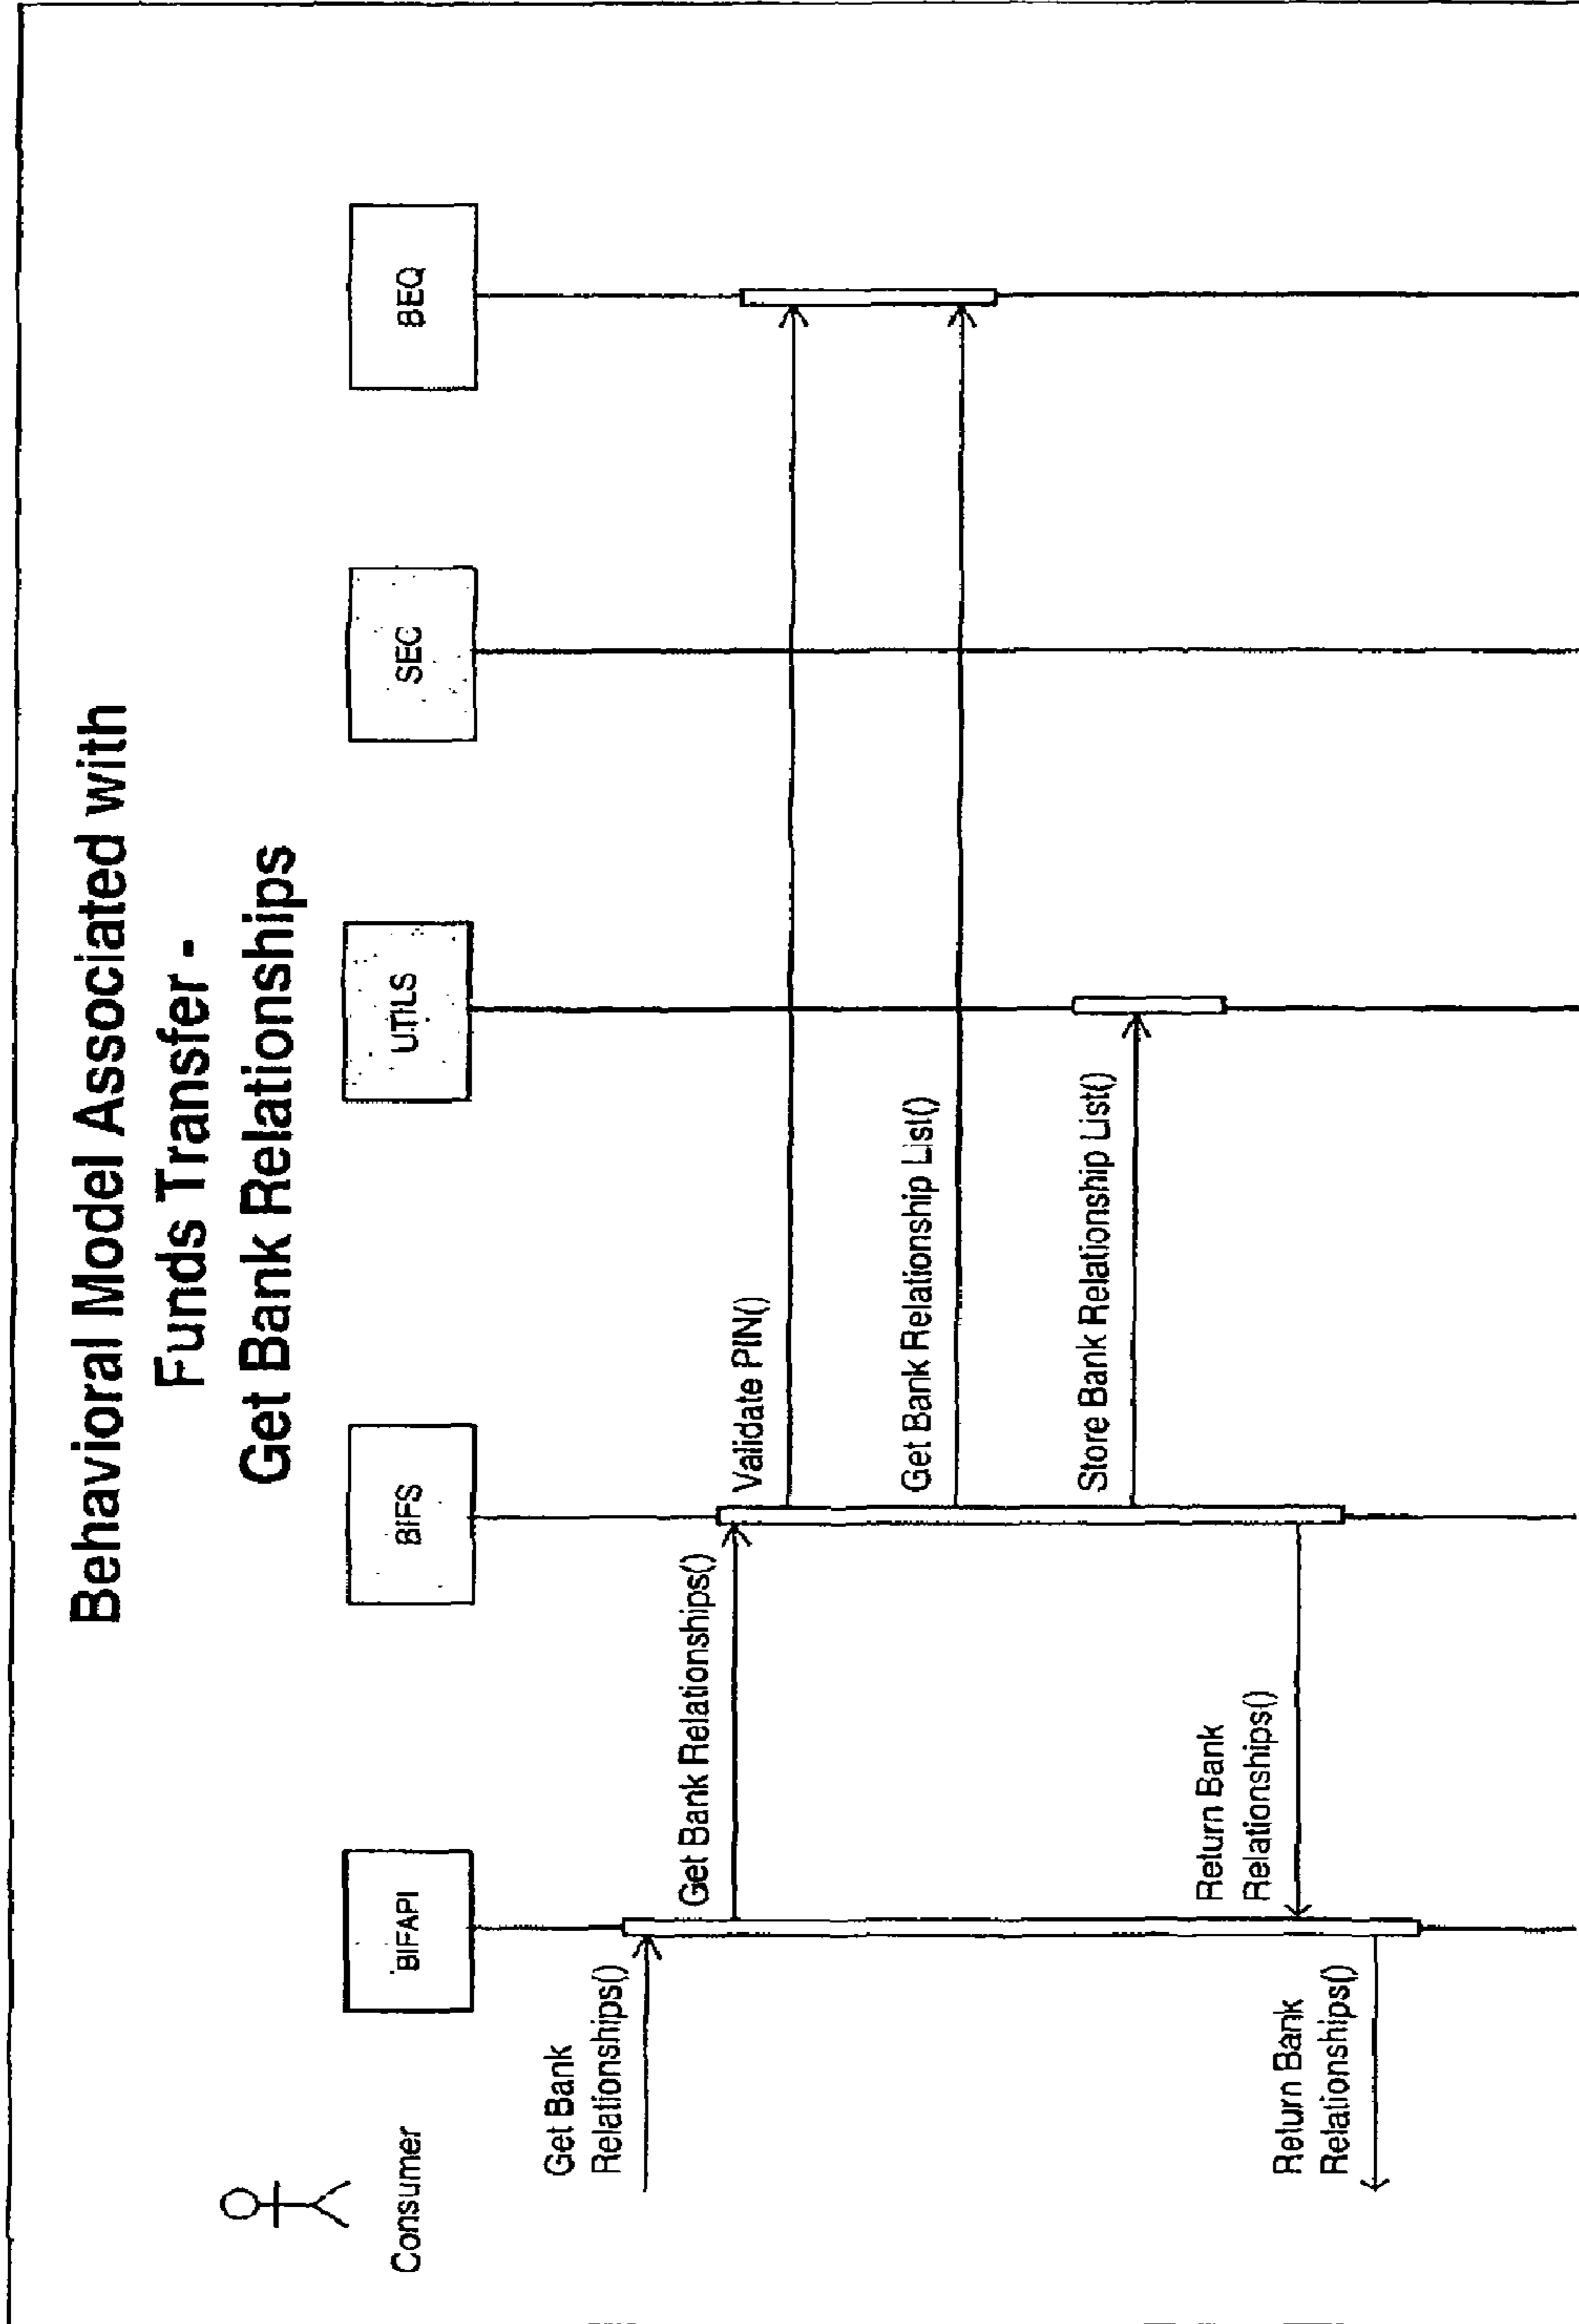 Behavioral Model Associated with
Funds Transfer -
Get Bank Relationships
Consumer
BIFAPI
BIFS
UTILS
SEC
BEQ
Get Bank
Relationships()
Get Bank Relationships()
Validate PIN()
Get Bank Relationship List()
Store Bank Relationship List()
Return Bank
Relationships()
Return Bank
Relationships()